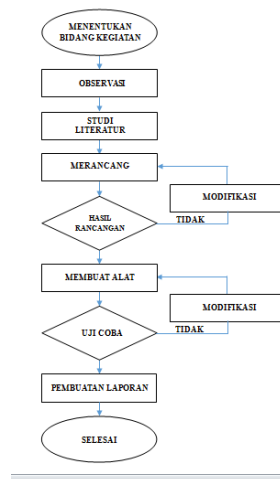 MENENTUKAN
BIDANG KEGIATAN
OBSERVASI
STUDI
LITERATUR
MERANCANG
MODIFIKASI
HASIL
RANCANGAN
TIDAK
MEMBUAT ALAT
MODIFIKASI
UJI COBA
TIDAK
PEMBUATAN LAPORAN
SELESAI